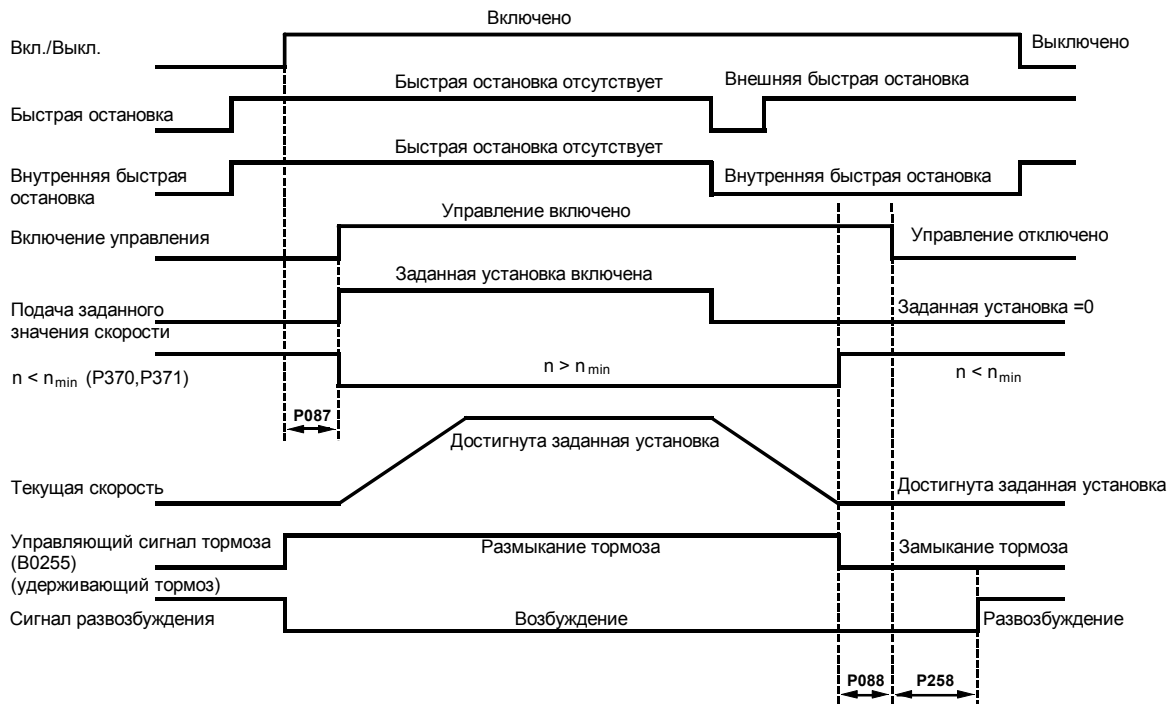 Включено
Вкл./Выкл.
Выключено
Быстрая остановка отсутствует
Внешняя быстрая остановка
Быстрая остановка
Быстрая остановка отсутствует
Внутренняя быстрая
остановка
Внутренняя быстрая остановка
Управление включено
Включение управления
Управление отключено
Заданная установка включена
Подача заданного
значения скорости
Заданная установка =0
n < nmin (P370,P371)
n > nmin
n < nmin
P087
Достигнута заданная установка
Текущая скорость
Достигнута заданная установка
Управляющий сигнал тормоза
(B0255)
(удерживающий тормоз)
Размыкание тормоза
Замыкание тормоза
Сигнал развозбуждения
Возбуждение
Развозбуждение
P088
P258